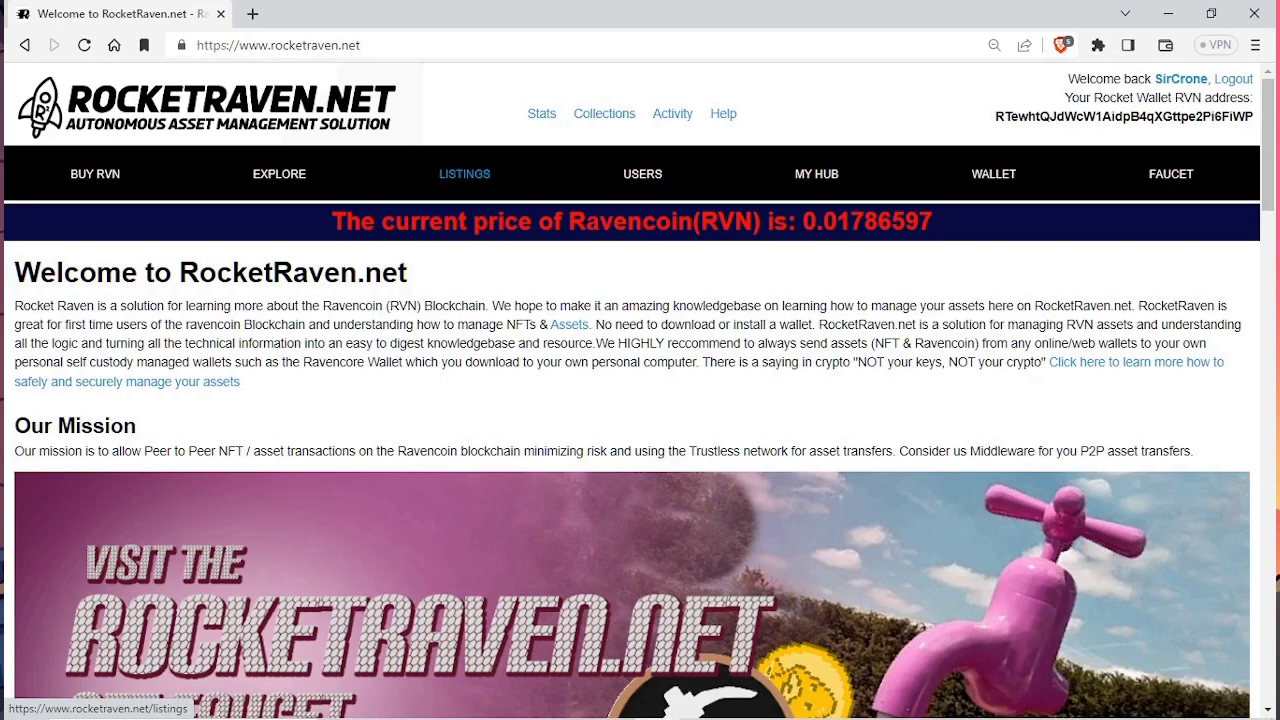 Welcome to RocketRaven.net - Ra
https://www.rocketraven.net
5
VPN
ROCKETRAVEN.NET
AUTONOMOUS ASSET MANAGEMENT SOLUTION
Stats Collections Activity Help
Welcome back SirCrone, Logout
Your Rocket Wallet RVN address:
RTewhtQJdWcW1AidpB4qXGttpe2Pi6FiWP
BUY RVN EXPLORE LISTINGS USERS MY HUB WALLET FAUCET
The current price of Ravencoin(RVN) is: 0.01786597
Welcome to RocketRaven.net
Rocket Raven is a solution for learning more about the Ravencoin (RVN) Blockchain. We hope to make it an amazing knowledgebase on learning how to manage your assets here on RocketRaven.net. RocketRaven is
great for first time users of the ravencoin Blockchain and understanding how to manage NFTs & Assets. No need to download or install a wallet. RocketRaven.net is a solution for managing RVN assets and understanding
all the logic and turning all the technical information into an easy to digest knowledgebase and resource.We HIGHLY reccommend to always send assets (NFT & Ravencoin) from any online/web wallets to your own
personal self custody managed wallets such as the Ravencore Wallet which you download to your own personal computer. There is a saying in crypto "NOT your keys, NOT your crypto" Click here to learn more how to
safely and securely manage your assets
Our Mission
Our mission is to allow Peer to Peer NFT / asset transactions on the Ravencoin blockchain minimizing risk and using the Trustless network for asset transfers. Consider us Middleware for you P2P asset transfers.
VISIT THE
ROCKETRAVEN.NET
https://www.rocketraven.net/listings